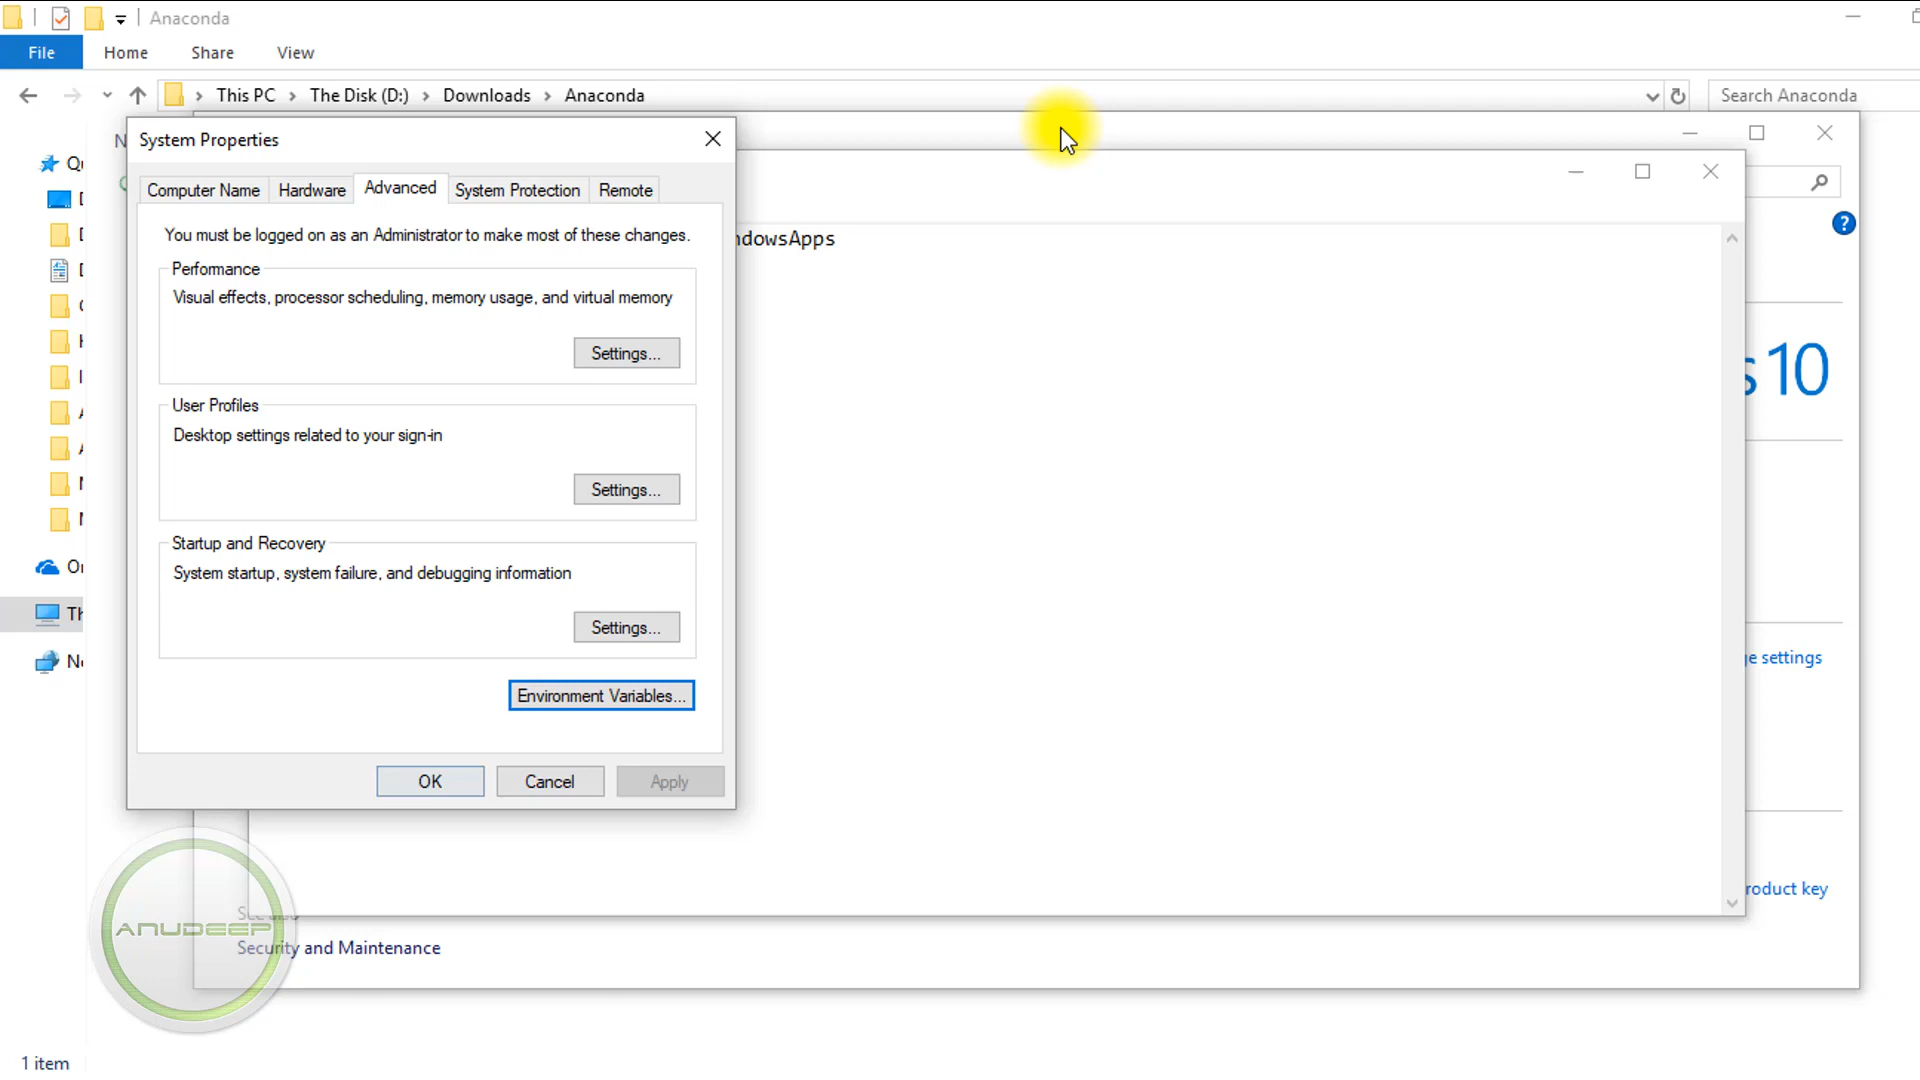 Anaconda
File Home Share View
This PC > The Disk (D:) > Downloads > Anaconda
Search Anaconda
System Properties
Computer Name Hardware Advanced System Protection Remote
You must be logged on as an Administrator to make most of these changes.
ndowsApps
Performance
Visual effects, processor scheduling, memory usage, and virtual memory
Settings...
s 10
User Profiles
Desktop settings related to your sign-in
Settings...
Startup and Recovery
System startup, system failure, and debugging information
Settings...
ge settings
Environment Variables...
OK Cancel Apply
roduct key
ANUDEEP
Security and Maintenance
1 item